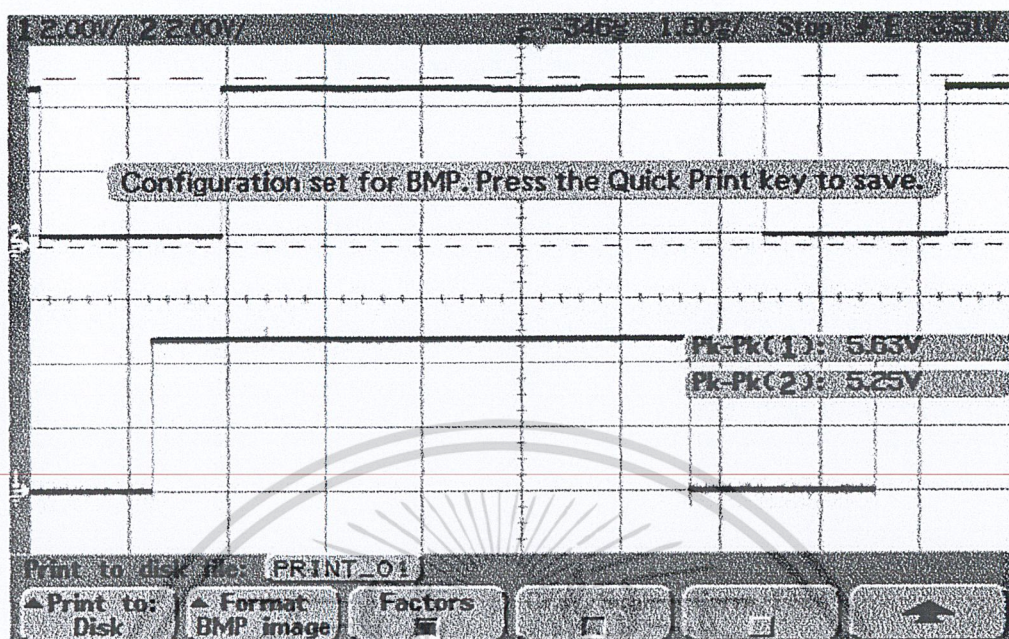 1 2.00V/ 2 2.00V/ Stop
Configuration set for BMP. Press the Quick Print key to save.
2
Pk-Pk(1): 5.63V
Pk-Pk(2): 5.25V
1
Print to disk file: PRINT_01
Print to: Disk
Format BMP image
Factors